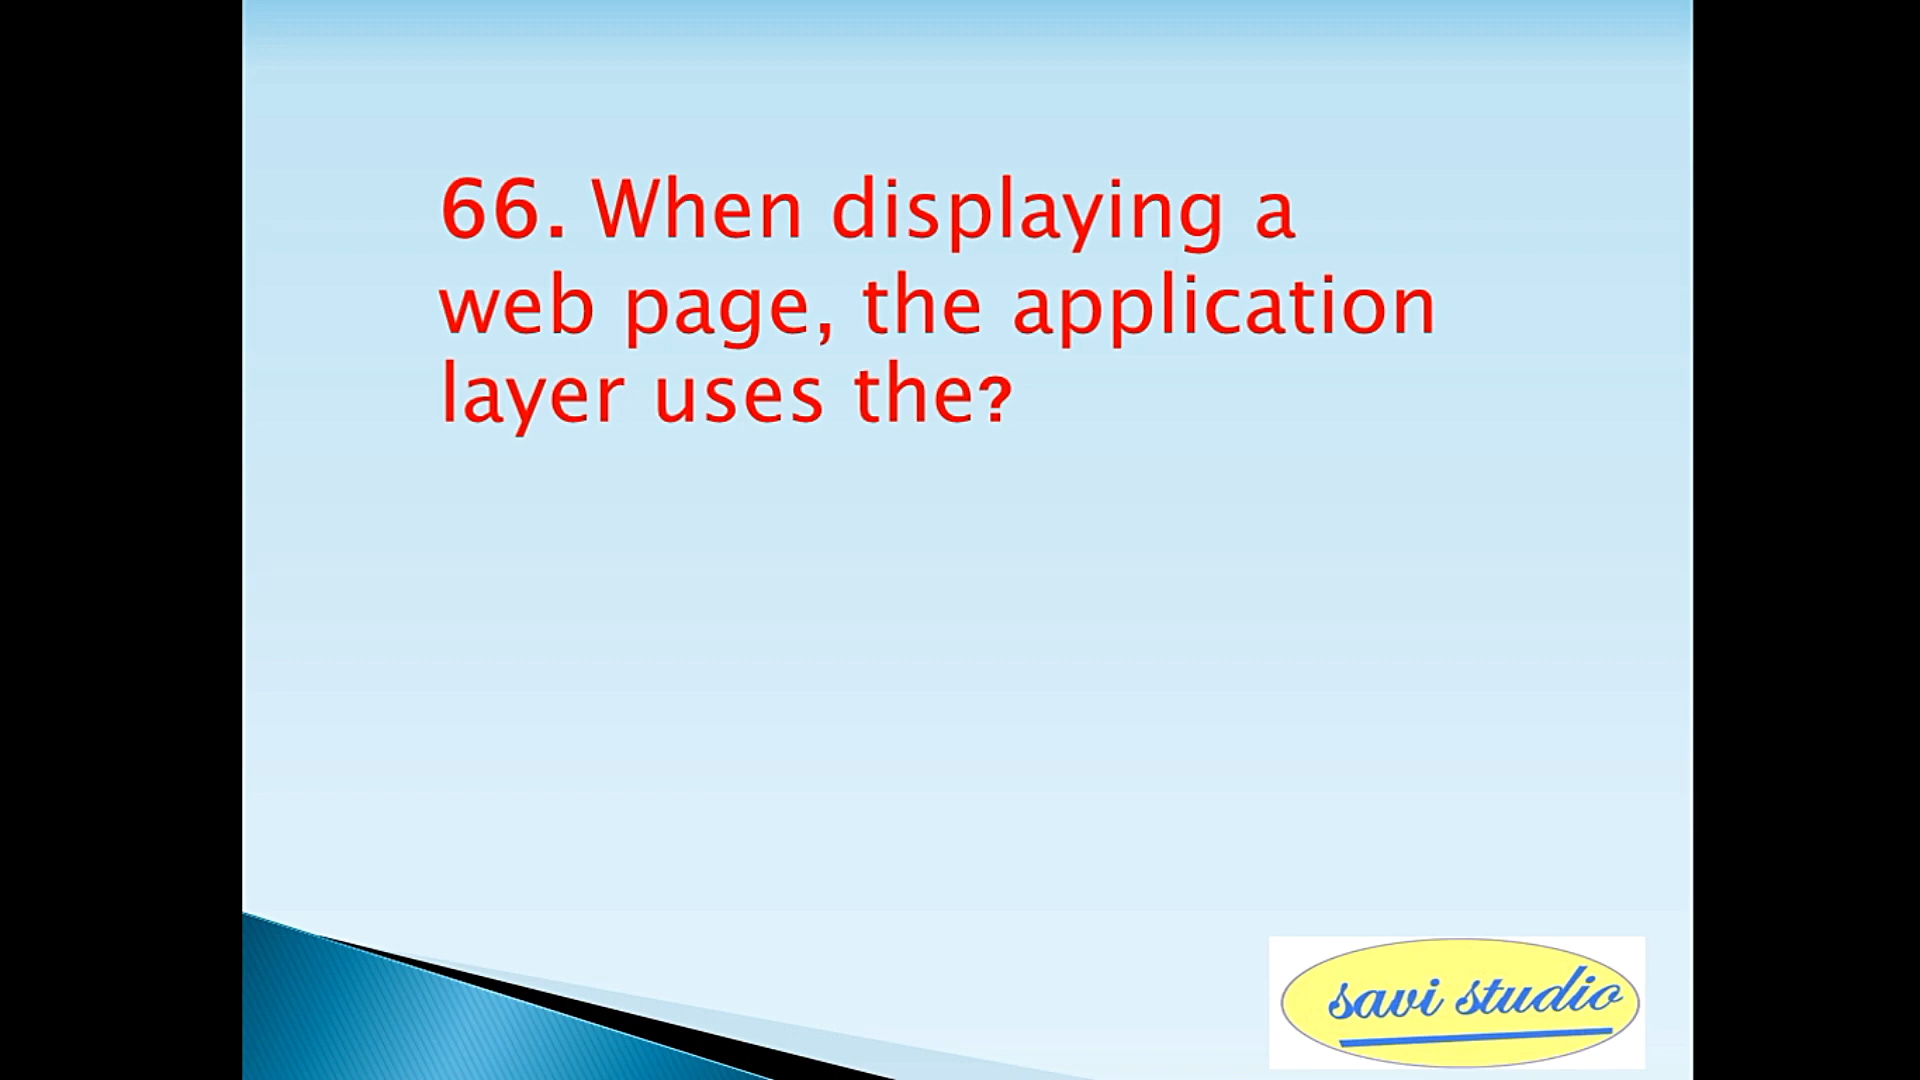 66. When displaying a
web page, the application
layer uses the?
savi studio